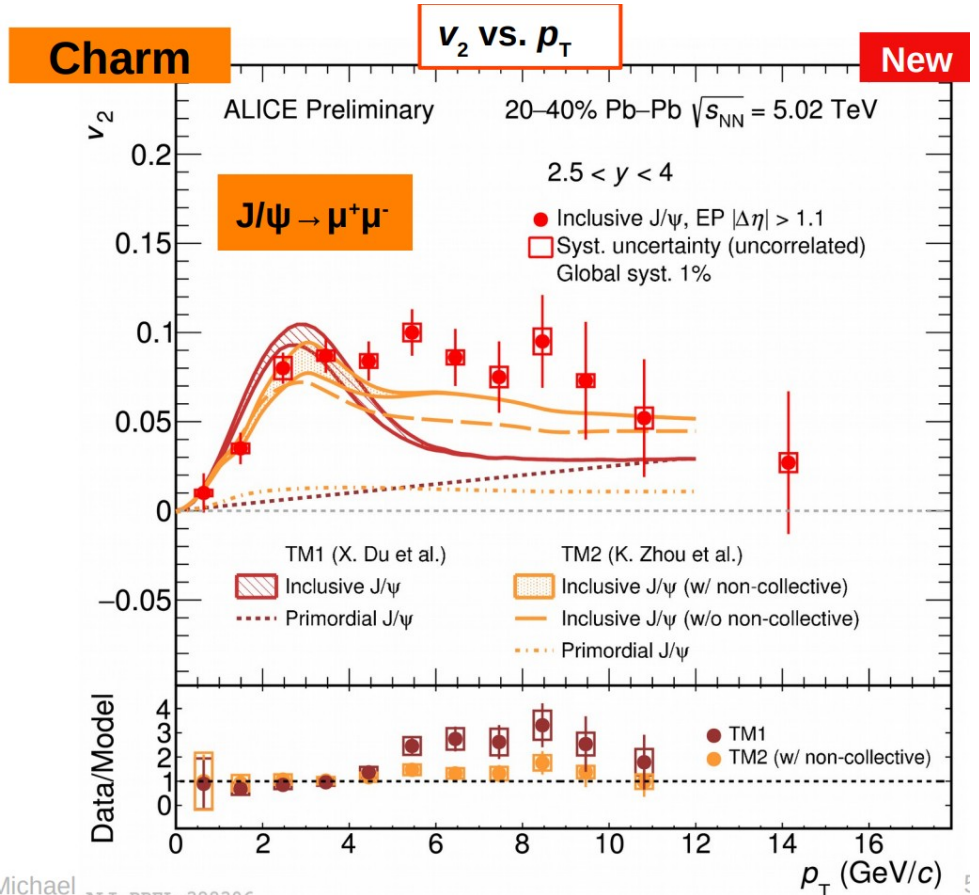 Charm
v₂ vs. p_T
New
v₂
ALICE Preliminary
20–40% Pb–Pb √s_NN = 5.02 TeV
2.5 < y < 4
J/ψ→μ⁺μ⁻
Inclusive J/ψ, EP |Δη| > 1.1
Syst. uncertainty (uncorrelated)
Global syst. 1%
0.2
0.15
0.1
0.05
0
−0.05
TM1 (X. Du et al.)
Inclusive J/ψ
Primordial J/ψ
TM2 (K. Zhou et al.)
Inclusive J/ψ (w/ non-collective)
Inclusive J/ψ (w/o non-collective)
Primordial J/ψ
Data/Model
4
3
2
1
0
TM1
TM2 (w/ non-collective)
0 2 4 6 8 10 12 14 16
p_T (GeV/c)
Michael
5